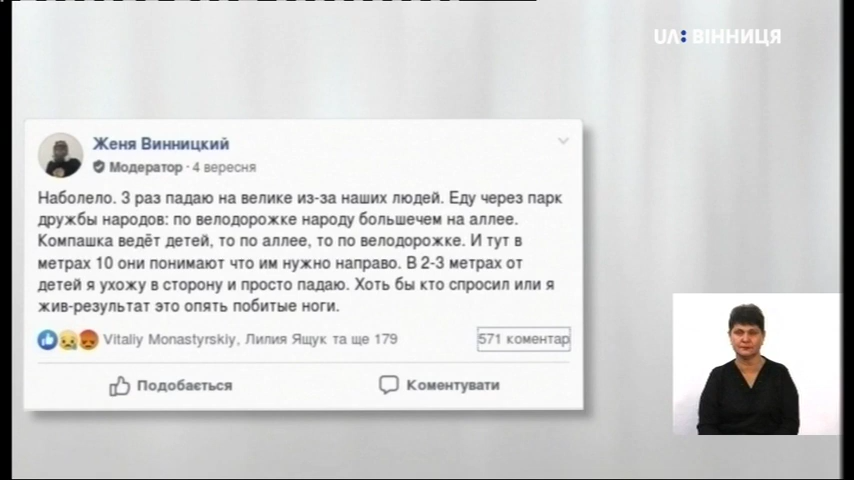 UA: ВІННИЦЯ
Женя Винницкий
Модератор · 4 вересня
Наболело. 3 раз падаю на велике из-за наших людей. Еду через парк
дружбы народов: по велодорожке народу большечем на аллее.
Компашка ведёт детей, то по аллее, то по велодорожке. И тут в
метрах 10 они понимают что им нужно направо. В 2-3 метрах от
детей я ухожу в сторону и просто падаю. Хоть бы кто спросил или я
жив-результат это опять побитые ноги.
Vitaliy Monastyrskiy, Лилия Ящук та ще 179
571 коментар
Подобається
Коментувати